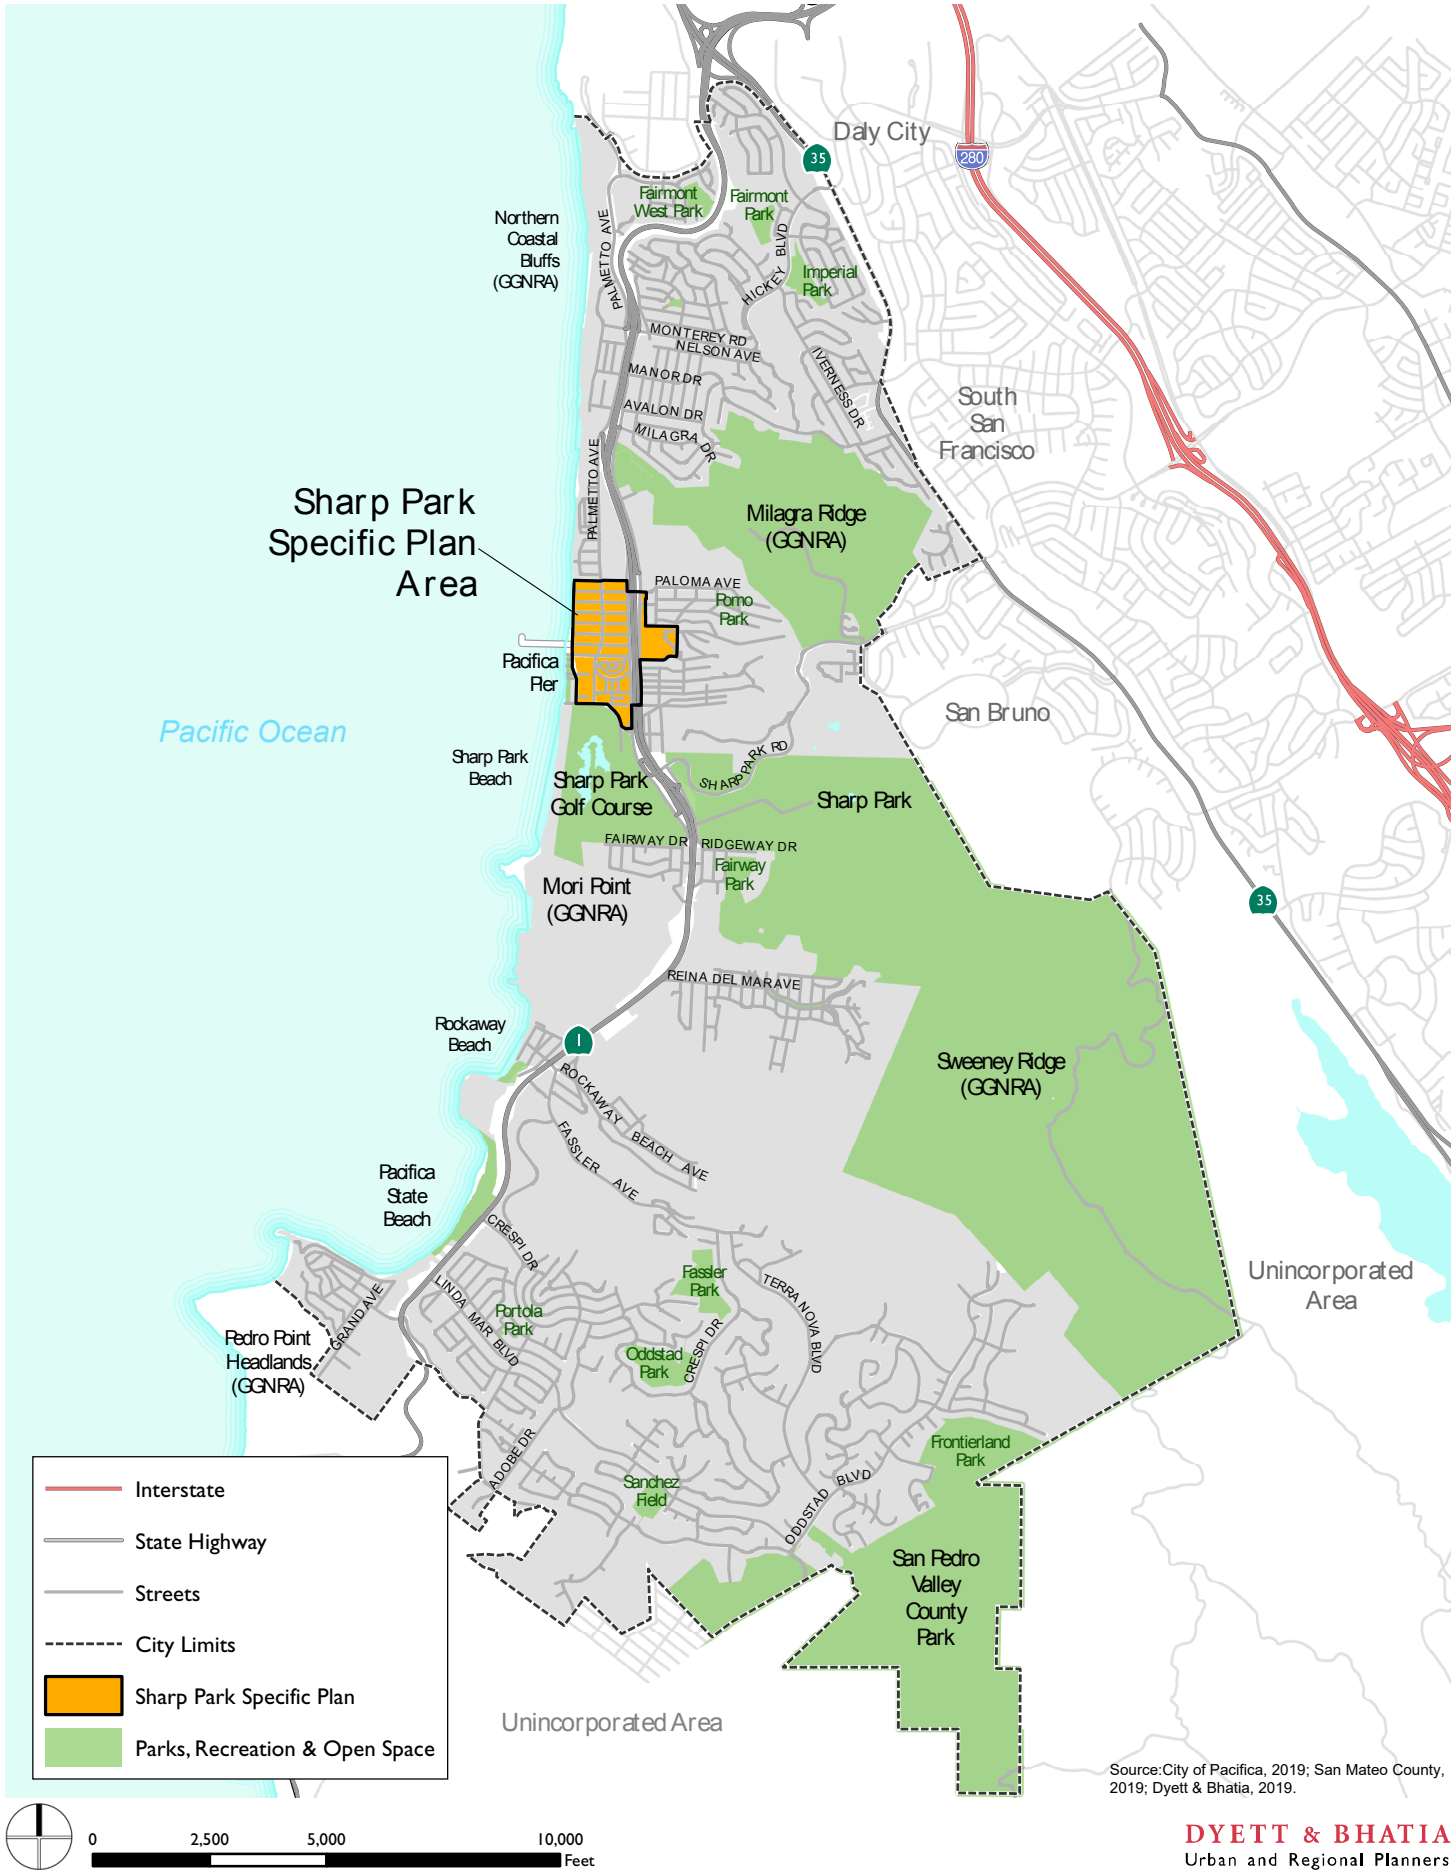 Daly City
35
280
Fairmont
West Park
Fairmont
Park
Northern
Coastal
Bluffs
(GGNRA)
PALMETTO AVE
HICKEY BLVD
Imperial
Park
MONTEREY RD
NELSON AVE
MANOR DR
IVERNESS DR
AVALON DR
MILAGRA DR
South
San
Francisco
PALMETTO AVE
Sharp Park
Specific Plan
Area
Milagra Ridge
(GGNRA)
PALOMA AVE
Pomo
Park
Pacifica
Pier
San Bruno
Pacific Ocean
Sharp Park
Beach
SHARP PARK RD
Sharp Park
Golf Course
Sharp Park
FAIRWAY DR
RIDGEWAY DR
Fairway
Park
Mori Point
(GGNRA)
35
REINA DEL MAR AVE
Rockaway
Beach
1
Sweeney Ridge
(GGNRA)
ROCKAWAY BEACH AVE
FASSLER AVE
Pacifica
State
Beach
CRESPI DR
Unincorporated
Area
Fassler
Park
TERRA NOVA BLVD
LINDA MAR BLVD
GRAND AVE
Portola
Park
Pedro Point
Headlands
(GGNRA)
Oddstad
Park
CRESPI DR
ADOBE DR
Frontierland
Park
Sanchez
Field
ODDSTAD BLVD
San Pedro
Valley
County
Park
Interstate
State Highway
Streets
City Limits
Sharp Park Specific Plan
Parks, Recreation & Open Space
Unincorporated Area
Source:City of Pacifica, 2019; San Mateo County,
2019; Dyett & Bhatia, 2019.
0 2,500 5,000 10,000
Feet
DYETT & BHATIA
Urban and Regional Planners